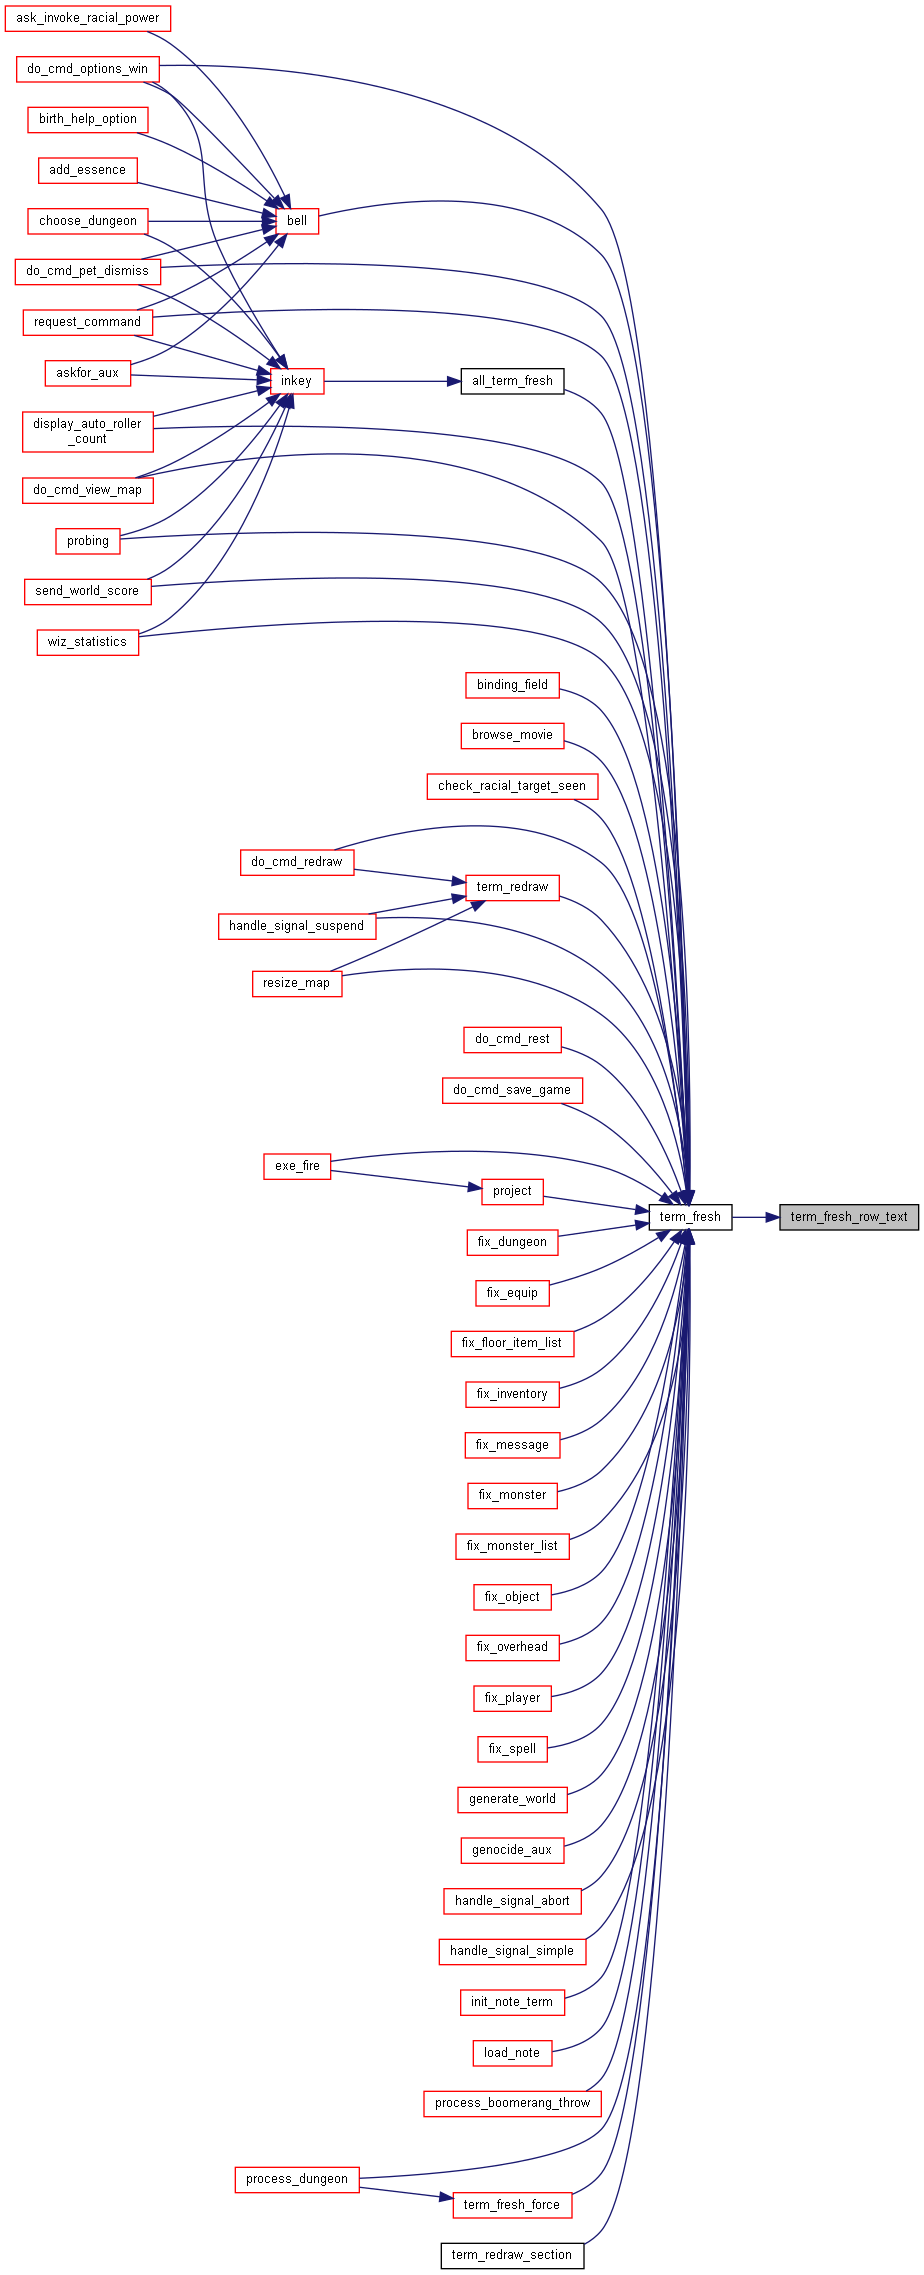 ask_invoke_racial_power
do_cmd_options_win
birth_help_option
add_essence
choose_dungeon
bell
do_cmd_pet_dismiss
request_command
askfor_aux
inkey
all_term_fresh
display_auto_roller
_count
do_cmd_view_map
probing
send_world_score
wiz_statistics
binding_field
browse_movie
check_racial_target_seen
do_cmd_redraw
term_redraw
handle_signal_suspend
resize_map
do_cmd_rest
do_cmd_save_game
exe_fire
project
term_fresh
term_fresh_row_text
fix_dungeon
fix_equip
fix_floor_item_list
fix_inventory
fix_message
fix_monster
fix_monster_list
fix_object
fix_overhead
fix_player
fix_spell
generate_world
genocide_aux
handle_signal_abort
handle_signal_simple
init_note_term
load_note
process_boomerang_throw
process_dungeon
term_fresh_force
term_redraw_section